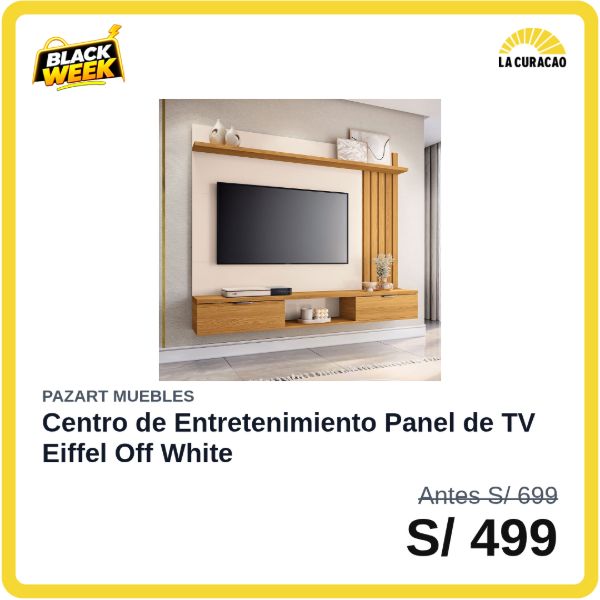 BLACK
WEEK
LA CURACAO
PAZART MUEBLES
Centro de Entretenimiento Panel de TV
Eiffel Off White
Antes S/ 699
S/ 499